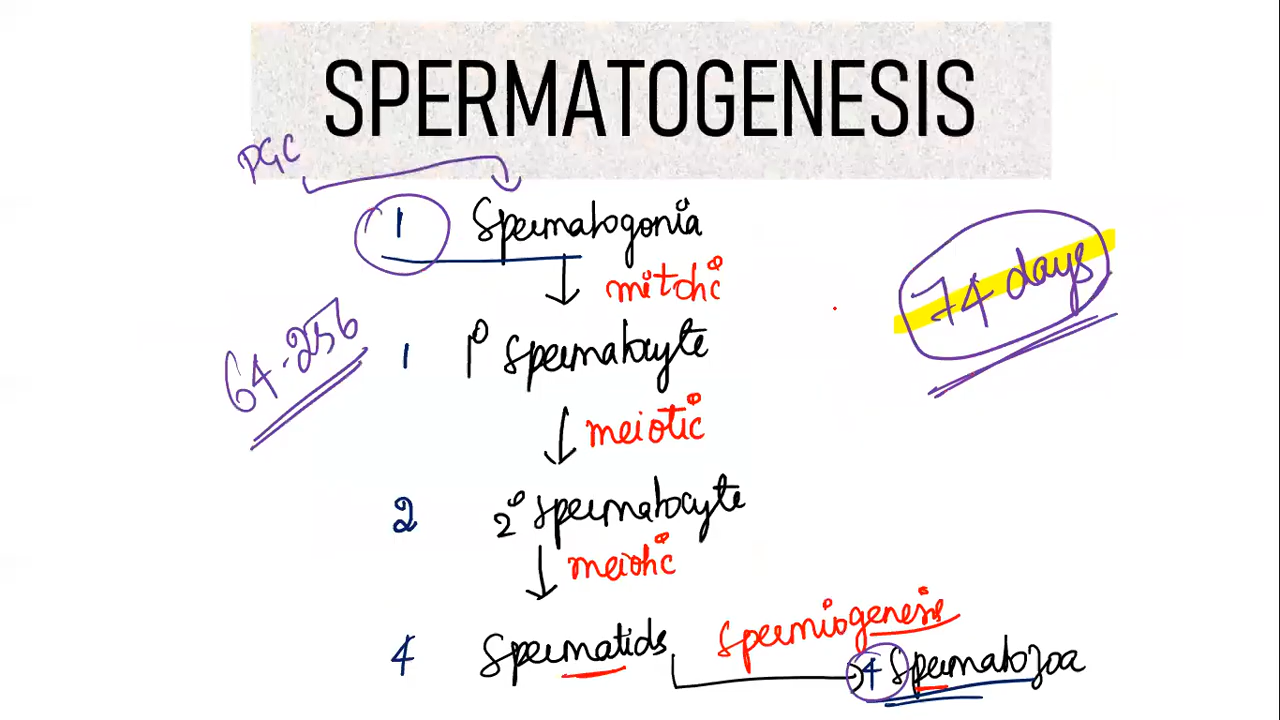 SPERMATOGENESIS
PGC
1 Spermatogonia
mitotic
74 days
64-256
1 1° Spermatocyte
meiotic
2 2° Spermatocyte
meiotic
4 Spermatids
Spermiogenesis
4 Spermatozoa